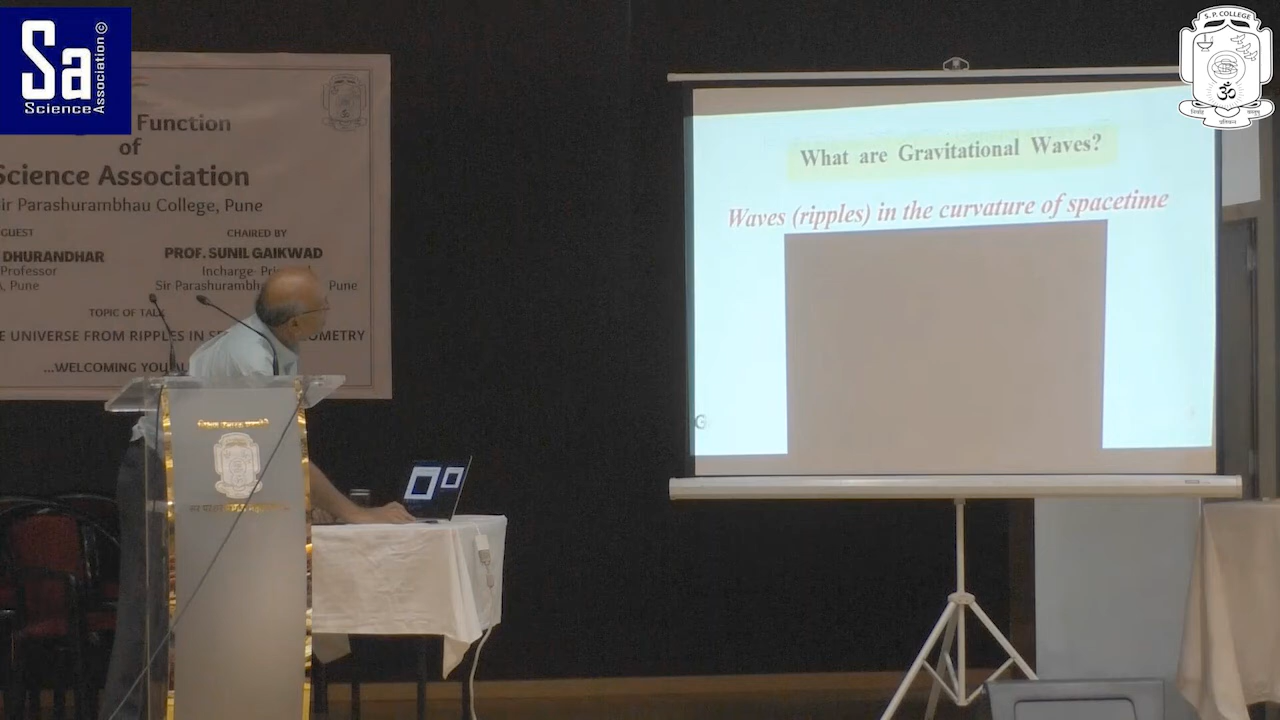 Sa
Science
Association©
S. P. COLLEGE
Function
of
Science Association
ir Parashurambhau College, Pune
GUEST
CHAIRED BY
DHURANDHAR
PROF. SUNIL GAIKWAD
Professor
Incharge-
, Pune
Sir Pune
TOPIC OF TALK
E UNIVERSE FROM RIPPLES IN OMETRY
...WELCOMING YOU
What are Gravitational Waves?
Waves (ripples) in the curvature of spacetime
G